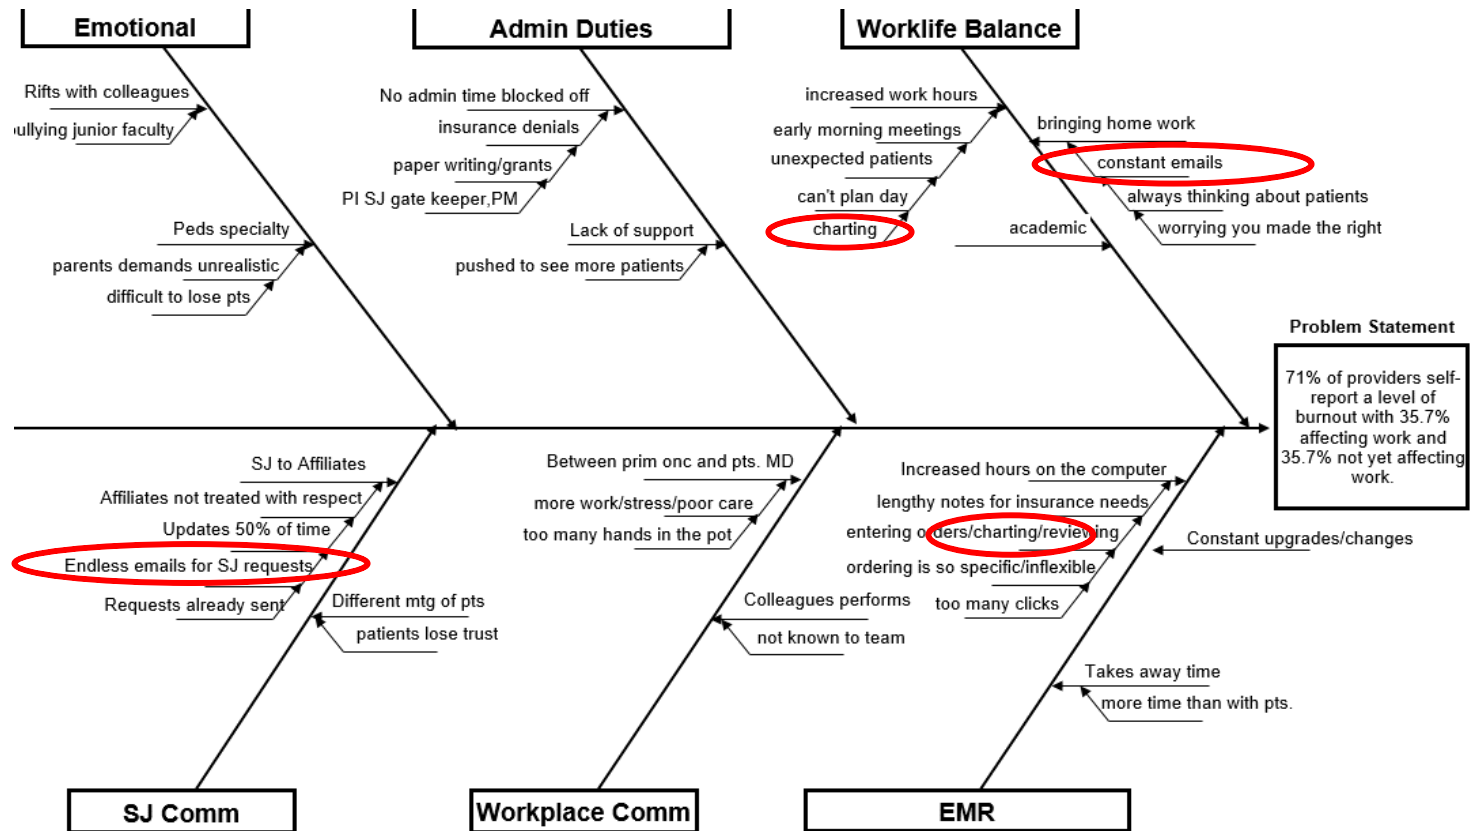 Emotional
Admin Duties
Worklife Balance
Rifts with colleagues
bullying junior faculty
Peds specialty
parents demands unrealistic
difficult to lose pts
No admin time blocked off
insurance denials
paper writing/grants
PI SJ gate keeper,PM
Lack of support
pushed to see more patients
increased work hours
early morning meetings
unexpected patients
can't plan day
charting
bringing home work
constant emails
always thinking about patients
worrying you made the right
academic
Problem Statement
71% of providers self-
report a level of
burnout with 35.7%
affecting work and
35.7% not yet affecting
work.
SJ to Affiliates
Affiliates not treated with respect
Updates 50% of time
Endless emails for SJ requests
Requests already sent
Different mtg of pts
patients lose trust
Between prim onc and pts. MD
more work/stress/poor care
too many hands in the pot
Colleagues performs
not known to team
Increased hours on the computer
lengthy notes for insurance needs
entering orders/charting/reviewing
ordering is so specific/inflexible
too many clicks
Constant upgrades/changes
Takes away time
more time than with pts.
SJ Comm
Workplace Comm
EMR